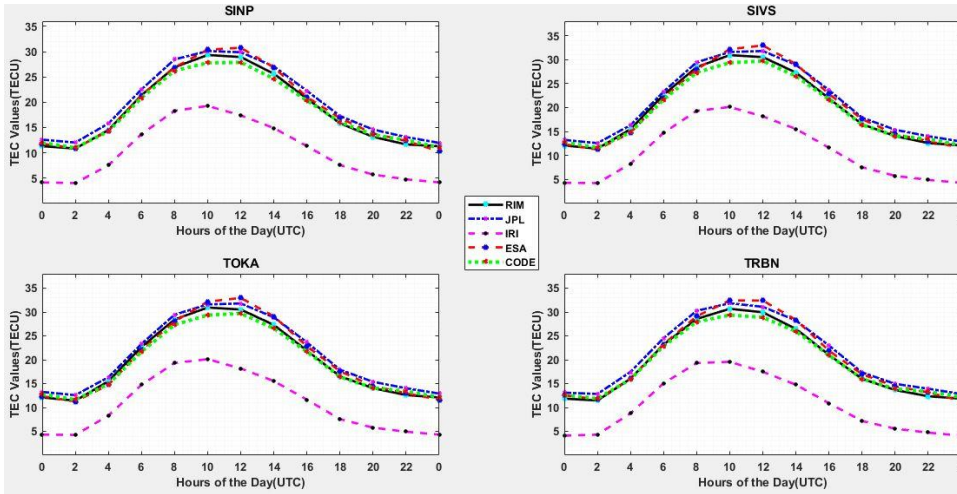 SINP
TEC Values(TECU)
35
30
25
20
15
10
5
0 2 4 6 8 10 12 14 16 18 20 22 0
Hours of the Day(UTC)
SIVS
TEC Values(TECU)
35
30
25
20
15
10
5
0 2 4 6 8 10 12 14 16 18 20 22
Hours of the Day(UTC)
RIM
JPL
IRI
ESA
CODE
TOKA
TEC Values(TECU)
35
30
25
20
15
10
5
0 2 4 6 8 10 12 14 16 18 20 22 0
Hours of the Day(UTC)
TRBN
TEC Values(TECU)
35
30
25
20
15
10
5
0 2 4 6 8 10 12 14 16 18 20 22
Hours of the Day(UTC)